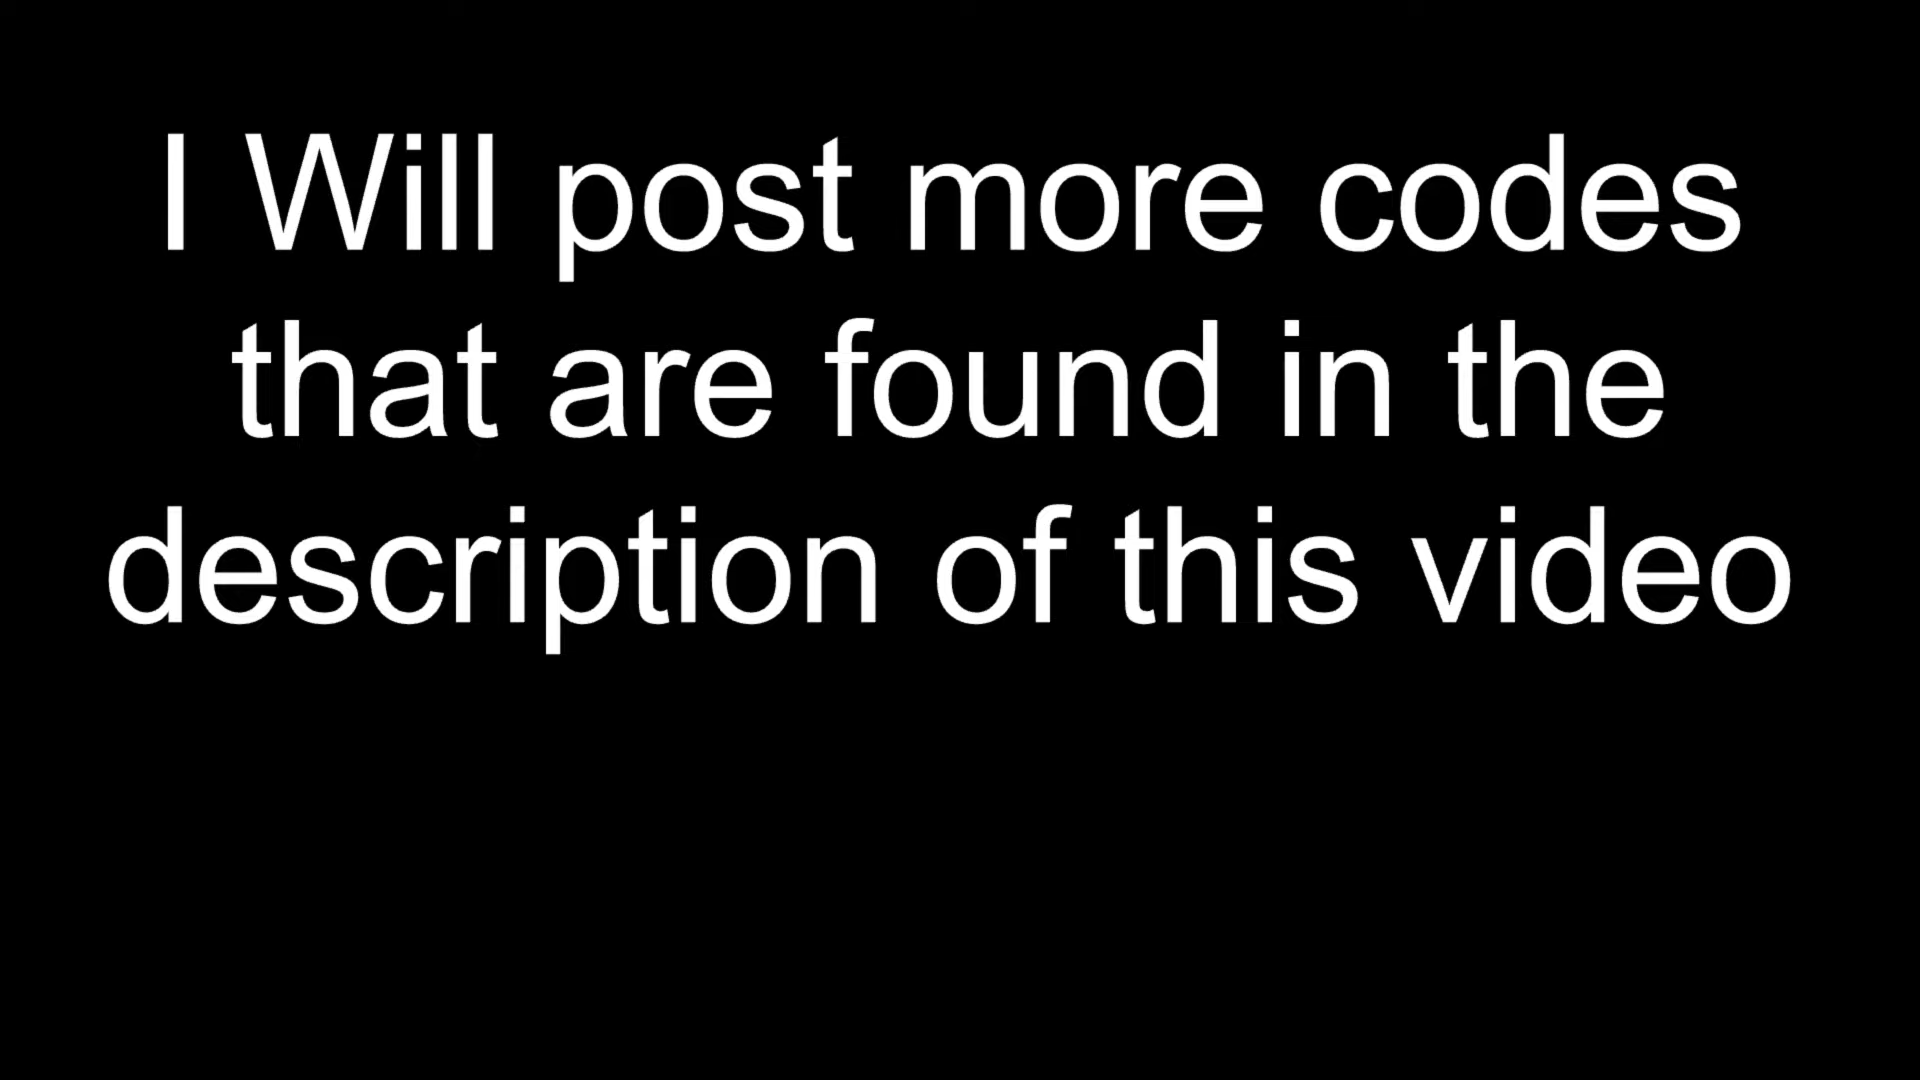 I Will post more codes
that are found in the
description of this video